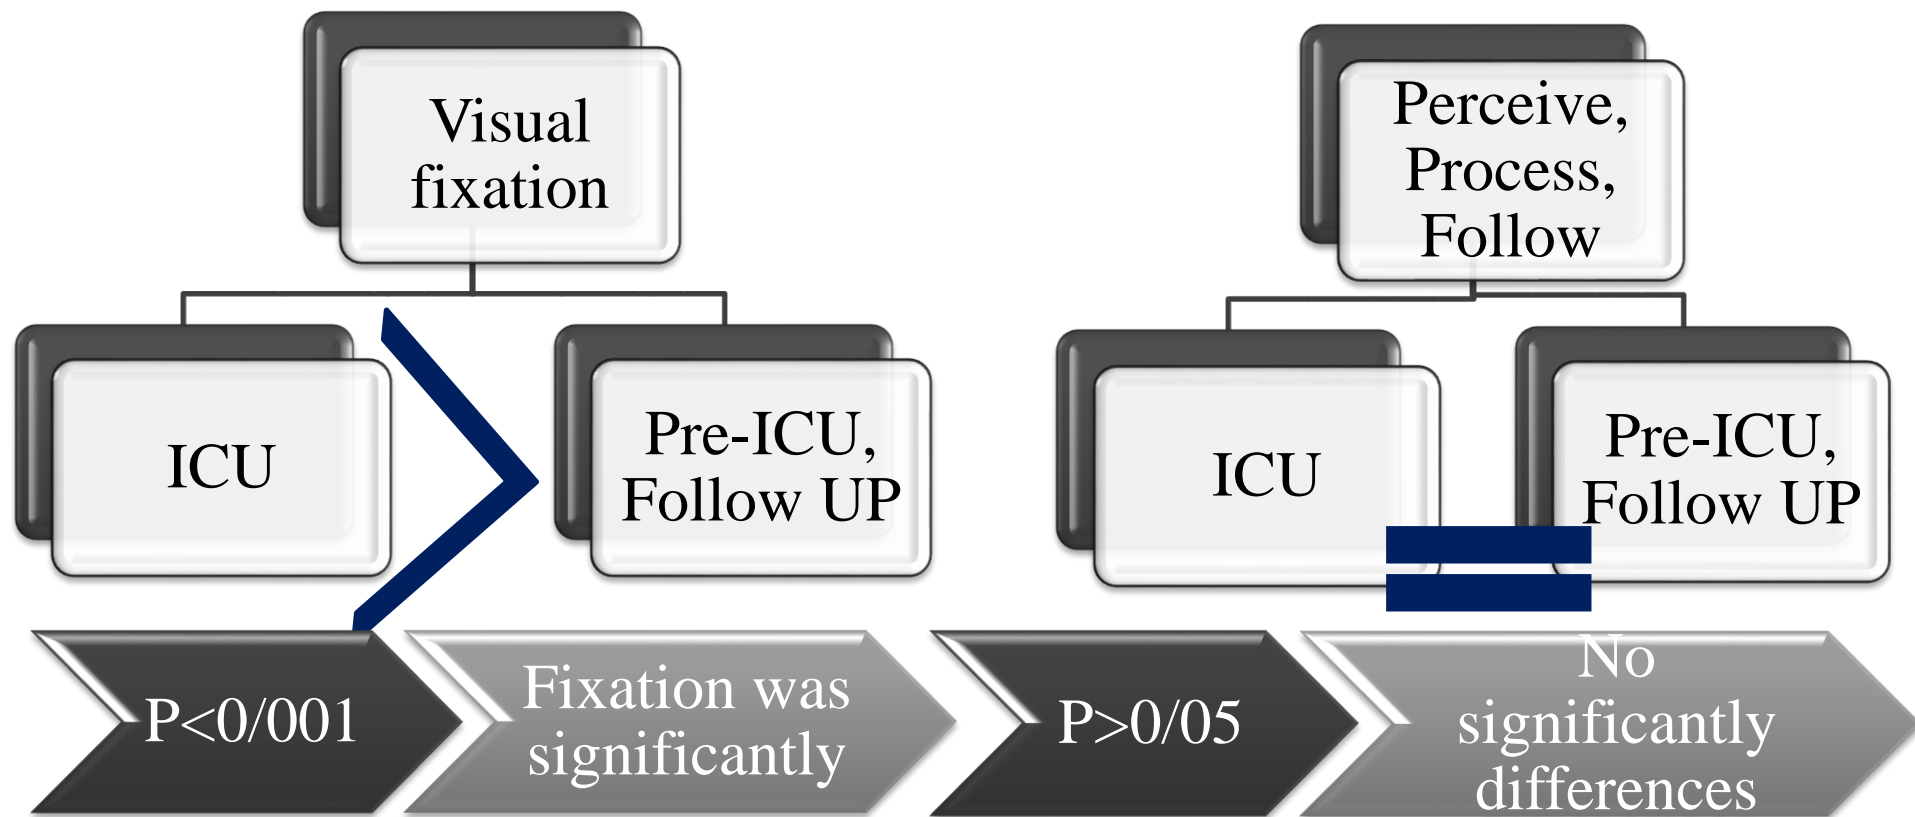 Visual
fixation
ICU
Pre-ICU,
Follow UP
P<0/001
Fixation was
significantly
Perceive,
Process,
Follow
ICU
Pre-ICU,
Follow UP
P>0/05
No
significantly
differences